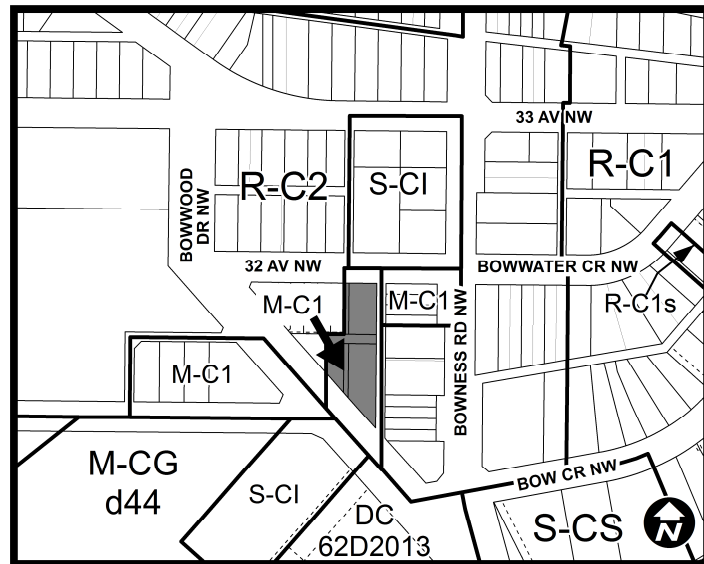 33 AV NW
R-C1
R-C2
S-CI
BOWWOOD
DR NW
32 AV NW
BOWWATER CR NW
M-C1
M-C1
R-C1s
BOWNESS RD NW
M-C1
M-CG
d44
S-CI
BOW CR NW
DC
62D2013
S-CS
N